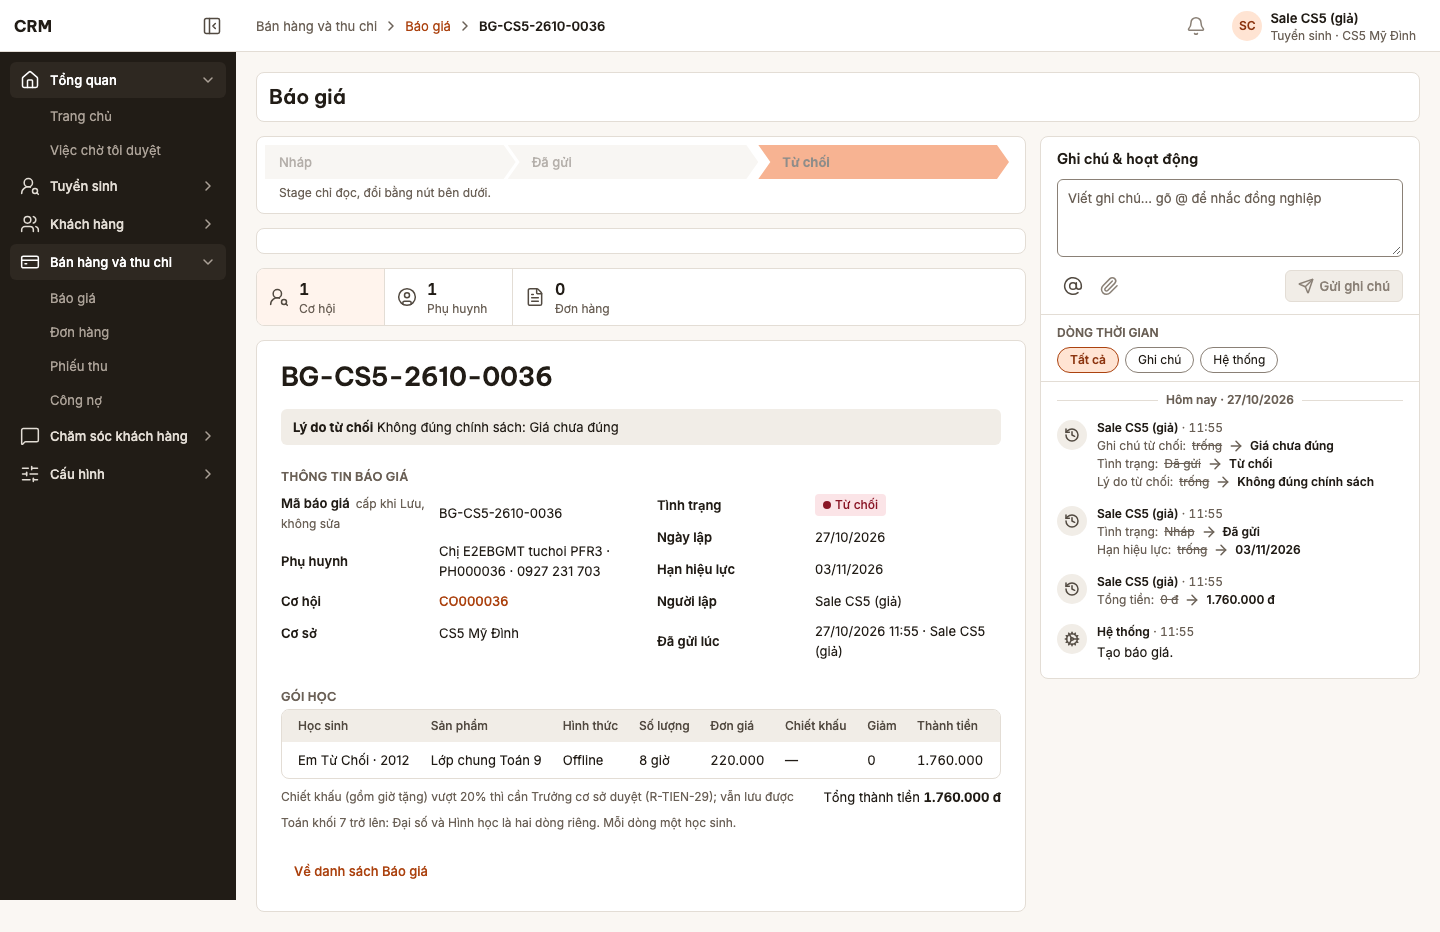 CRM
Bán hàng và thu chi
Báo giá
BG-CS5-2610-0036
SC
Sale CS5 (giả)
Tuyển sinh · CS5 Mỹ Đình
Tổng quan
Trang chủ
Việc chờ tôi duyệt
Tuyển sinh
Khách hàng
Bán hàng và thu chi
Báo giá
Đơn hàng
Phiếu thu
Công nợ
Chăm sóc khách hàng
Cấu hình
Báo giá
Nháp
Đã gửi
Từ chối
Stage chỉ đọc, đổi bằng nút bên dưới.
1
Cơ hội
1
Phụ huynh
0
Đơn hàng
BG-CS5-2610-0036
Lý do từ chối Không đúng chính sách: Giá chưa đúng
THÔNG TIN BÁO GIÁ
Mã báo giá cấp khi Lưu,
không sửa
BG-CS5-2610-0036
Phụ huynh
Chị E2EBGMT tuchoi PFR3 ·
PH000036 · 0927 231 703
Cơ hội
CO000036
Cơ sở
CS5 Mỹ Đình
Tình trạng
Từ chối
Ngày lập
27/10/2026
Hạn hiệu lực
03/11/2026
Người lập
Sale CS5 (giả)
Đã gửi lúc
27/10/2026 11:55 · Sale CS5
(giả)
GÓI HỌC
Học sinh Sản phẩm Hình thức Số lượng Đơn giá Chiết khấu Giảm Thành tiền
Em Từ Chối · 2012 Lớp chung Toán 9 Offline 8 giờ 220.000 — 0 1.760.000
Chiết khấu (gồm giờ tặng) vượt 20% thì cần Trưởng cơ sở duyệt (R-TIEN-29); vẫn lưu được
Tổng thành tiền 1.760.000 đ
Toán khối 7 trở lên: Đại số và Hình học là hai dòng riêng. Mỗi dòng một học sinh.
Về danh sách Báo giá
Ghi chú & hoạt động
Viết ghi chú... gõ @ để nhắc đồng nghiệp
Gửi ghi chú
DÒNG THỜI GIAN
Tất cả
Ghi chú
Hệ thống
Hôm nay · 27/10/2026
Sale CS5 (giả) · 11:55
Ghi chú từ chối: trống → Giá chưa đúng
Tình trạng: Đã gửi → Từ chối
Lý do từ chối: trống → Không đúng chính sách
Sale CS5 (giả) · 11:55
Tình trạng: Nháp → Đã gửi
Hạn hiệu lực: trống → 03/11/2026
Sale CS5 (giả) · 11:55
Tổng tiền: 0 đ → 1.760.000 đ
Hệ thống · 11:55
Tạo báo giá.